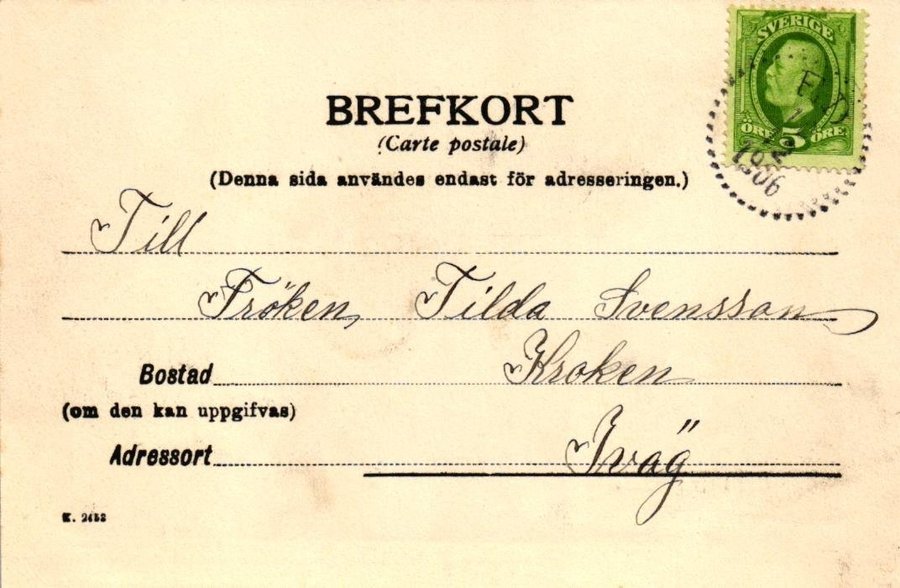 SVERIGE
ÖRE 5 ÖRE
1906
BREFKORT
(Carte postale)
(Denna sida användes endast för adresseringen.)
Till
Fröken, Tilda Svensson
Bostad Kroken
(om den kan uppgifvas)
Adressort
K. 2453